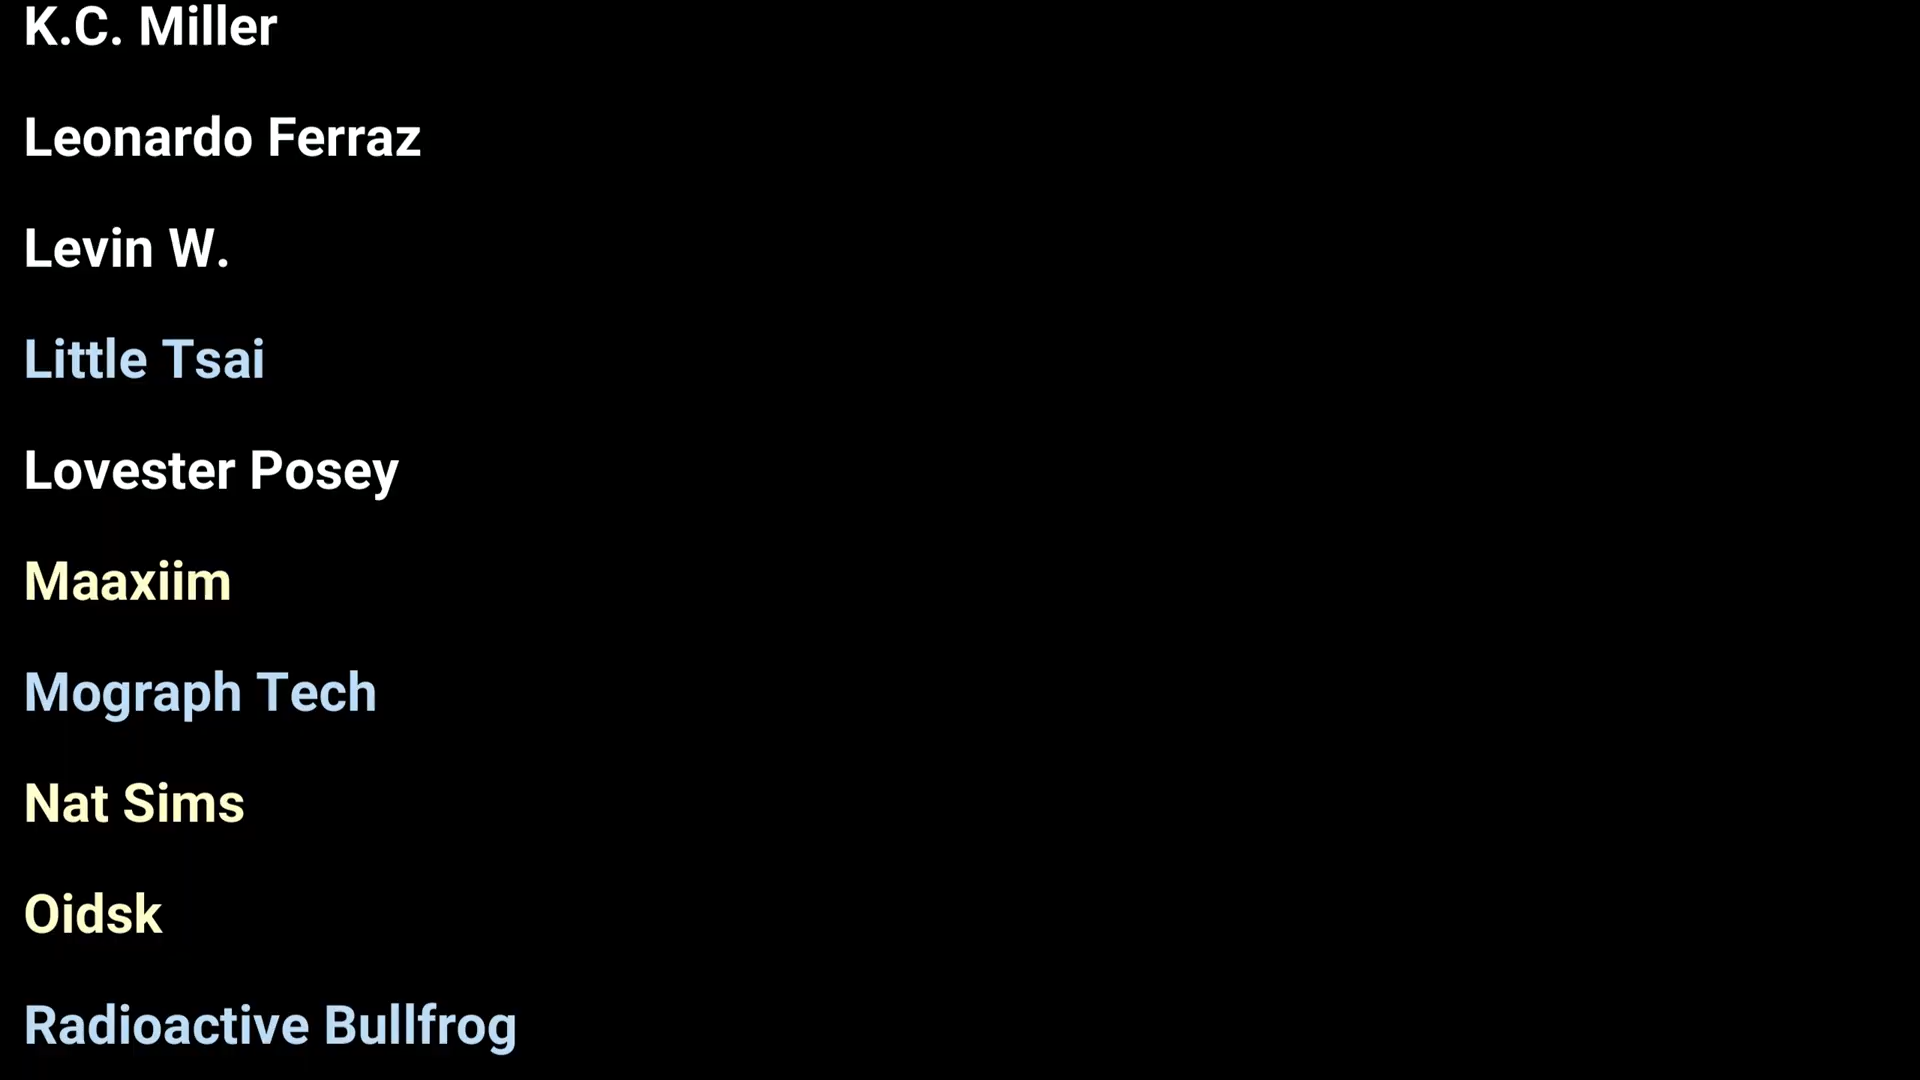 K.C. Miller
Leonardo Ferraz
Levin W.
Little Tsai
Lovester Posey
Maaxiim
Mograph Tech
Nat Sims
Oidsk
Radioactive Bullfrog